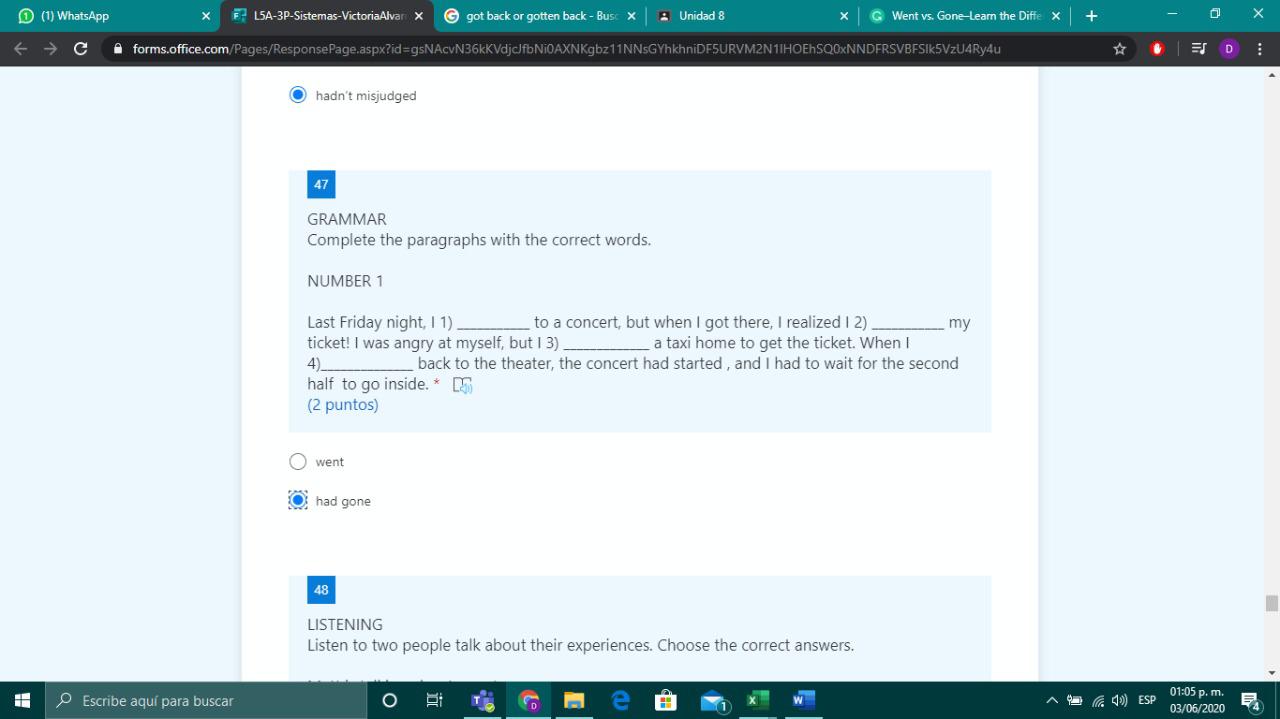 (1) WhatsApp
L5A-3P-Sistemas-VictoriaAlvar
got back or gotten back - Busc
Unidad 8
Went vs. Gone–Learn the Diffe
forms.office.com/Pages/ResponsePage.aspx?id=gsNAcvN36kKVdjcJfbNi0AXNKgbz11NNsGYhkhniDF5URVM2N1lHOEhSQ0xNNDFRSVBFSlk5VzU4Ry4u
D
hadn't misjudged
47
GRAMMAR
Complete the paragraphs with the correct words.
NUMBER 1
Last Friday night, I 1) ___________ to a concert, but when I got there, I realized I 2) ___________ my
ticket! I was angry at myself, but I 3) _____________ a taxi home to get the ticket. When I
4)______________ back to the theater, the concert had started , and I had to wait for the second
half  to go inside. *
(2 puntos)
went
had gone
48
LISTENING
Listen to two people talk about their experiences. Choose the correct answers.
Escribe aquí para buscar
ESP
01:05 p. m.
03/06/2020
4